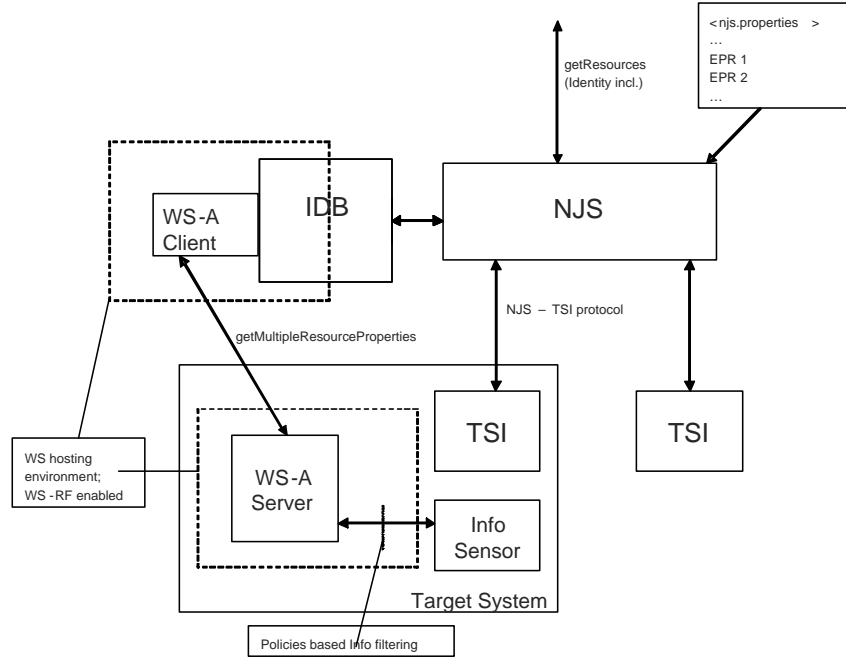 <njs.properties >
...
EPR 1
EPR 2
...
getResources
(Identity incl.)
IDB
NJS
WS-A
Client
NJS – TSI protocol
getMultipleResourceProperties
TSI
TSI
WS hosting
environment;
WS -RF enabled
WS-A
Server
Info
Sensor
Target System
Policies based Info filtering